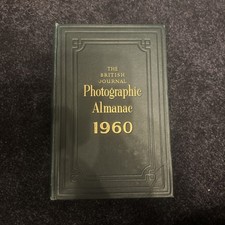 THE
BRITISH
JOURNAL
Photographic
Almanac
1960